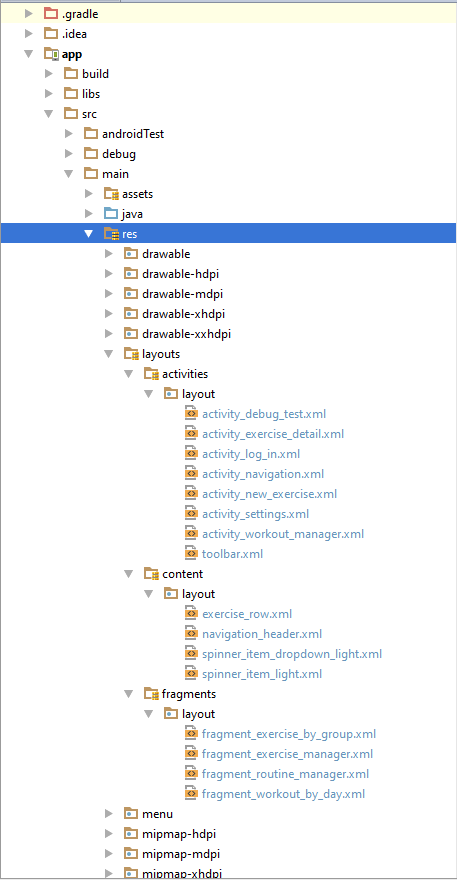 .gradle
.idea
app
build
libs
src
androidTest
debug
main
assets
java
res
drawable
drawable-hdpi
drawable-mdpi
drawable-xhdpi
drawable-xxhdpi
layouts
activities
layout
activity_debug_test.xml
activity_exercise_detail.xml
activity_log_in.xml
activity_navigation.xml
activity_new_exercise.xml
activity_settings.xml
activity_workout_manager.xml
toolbar.xml
content
layout
exercise_row.xml
navigation_header.xml
spinner_item_dropdown_light.xml
spinner_item_light.xml
fragments
layout
fragment_exercise_by_group.xml
fragment_exercise_manager.xml
fragment_routine_manager.xml
fragment_workout_by_day.xml
menu
mipmap-hdpi
mipmap-mdpi
mipmap-xhdpi